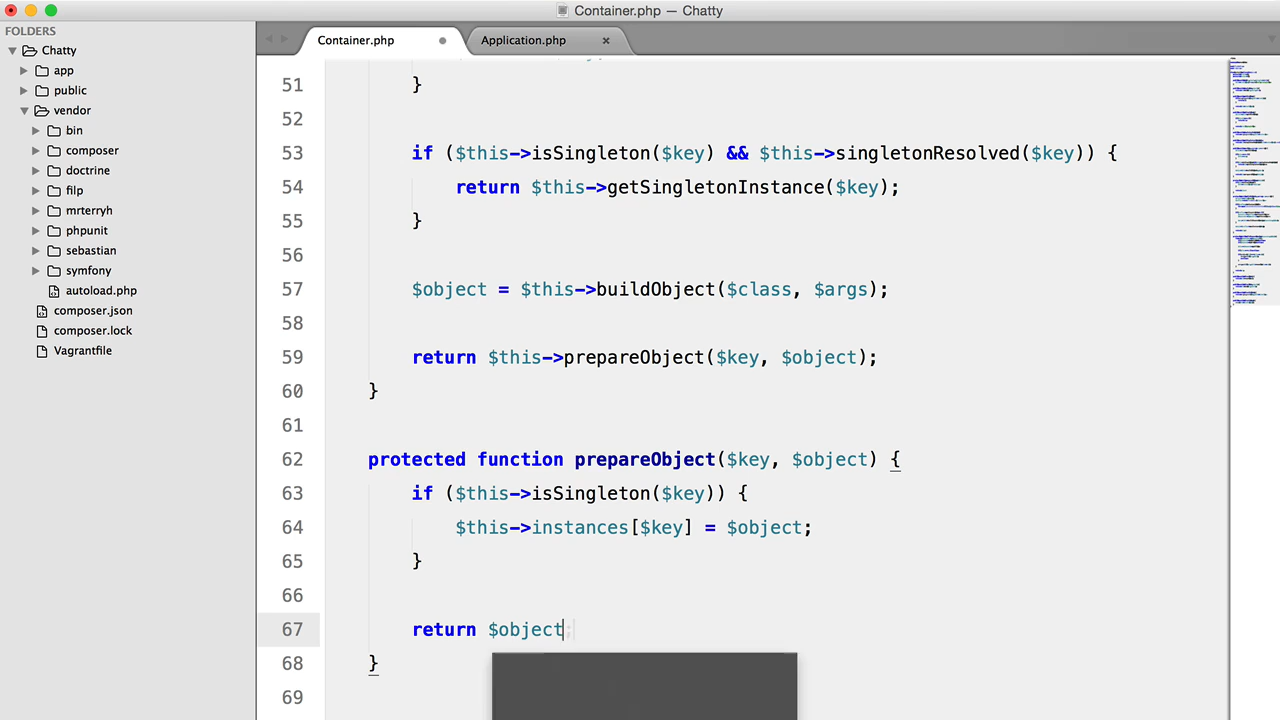 Container.php — Chatty
FOLDERS
Chatty
app
public
vendor
bin
composer
doctrine
filp
mrterryh
phpunit
sebastian
symfony
autoload.php
composer.json
composer.lock
Vagrantfile
Container.php
Application.php
51 }
52
53 if ($this->isSingleton($key) && $this->singletonResolved($key)) {
54 return $this->getSingletonInstance($key);
55 }
56
57 $object = $this->buildObject($class, $args);
58
59 return $this->prepareObject($key, $object);
60 }
61
62 protected function prepareObject($key, $object) {
63 if ($this->isSingleton($key)) {
64 $this->instances[$key] = $object;
65 }
66
67 return $object;
68 }
69